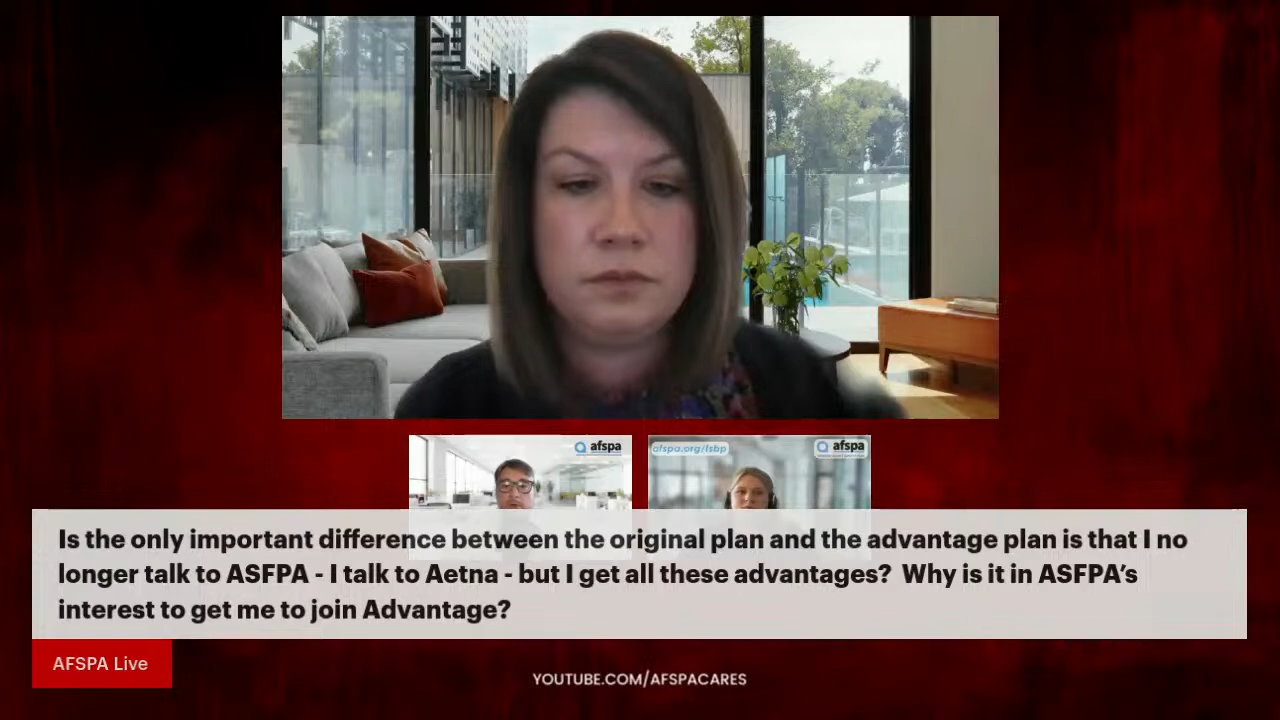 afspa
afspa.org/fsbp
afspa
Is the only important difference between the original plan and the advantage plan is that I no
longer talk to ASFPA - I talk to Aetna - but I get all these advantages?  Why is it in ASFPA’s
interest to get me to join Advantage?
AFSPA Live
YOUTUBE.COM/AFSPACARES